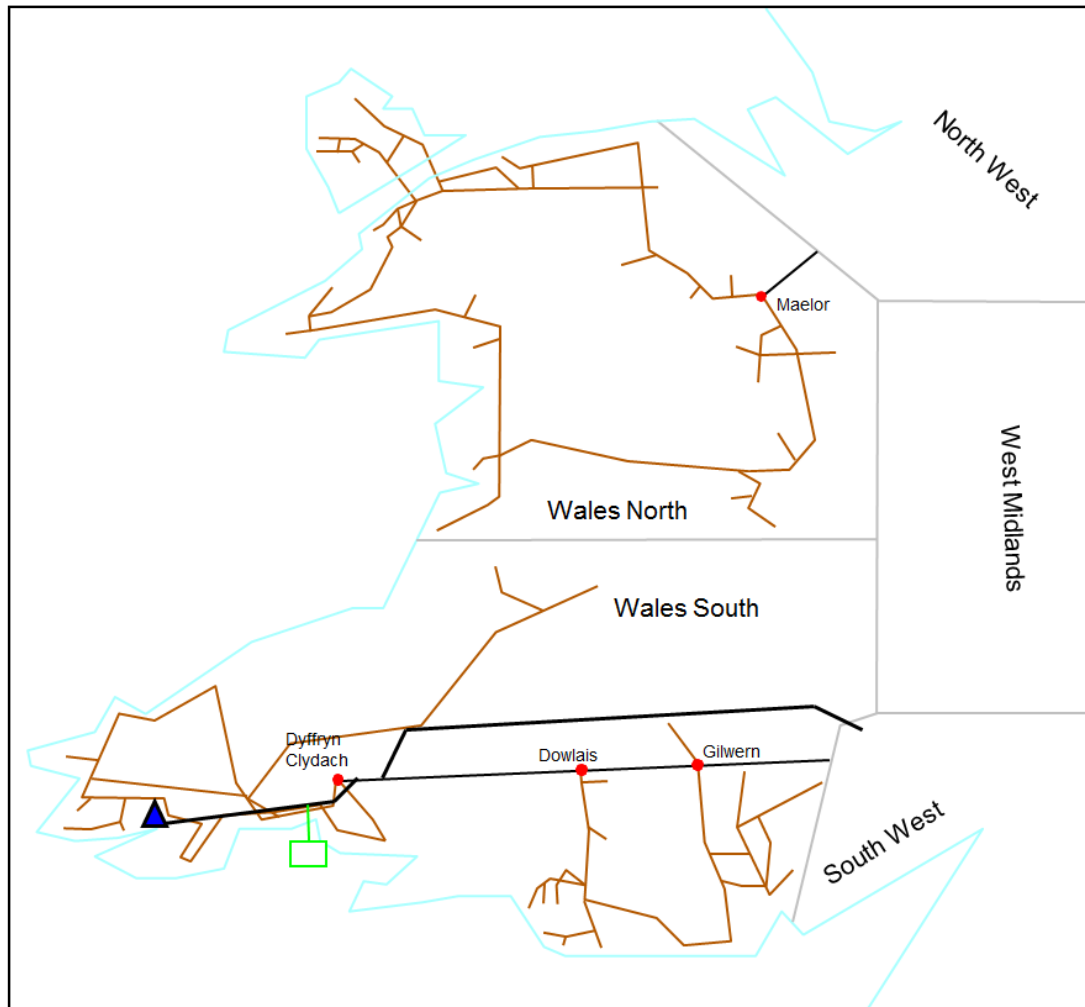 North West
Maelor
West Midlands
Wales North
Wales South
Dyffryn
Clydach
Dowlais
Gilwern
South West